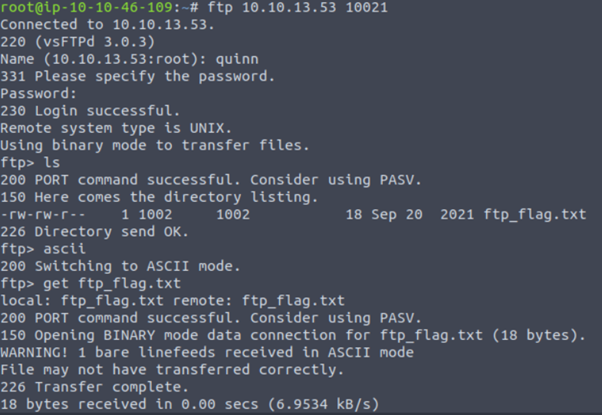 root@ip-10-10-46-109:~# ftp 10.10.13.53 10021
Connected to 10.10.13.53.
220 (vsFTPd 3.0.3)
Name (10.10.13.53:root): quinn
331 Please specify the password.
Password:
230 Login successful.
Remote system type is UNIX.
Using binary mode to transfer files.
ftp> ls
200 PORT command successful. Consider using PASV.
150 Here comes the directory listing.
-rw-rw-r--    1 1002     1002           18 Sep 20  2021 ftp_flag.txt
226 Directory send OK.
ftp> ascii
200 Switching to ASCII mode.
ftp> get ftp_flag.txt
local: ftp_flag.txt remote: ftp_flag.txt
200 PORT command successful. Consider using PASV.
150 Opening BINARY mode data connection for ftp_flag.txt (18 bytes).
WARNING! 1 bare linefeeds received in ASCII mode
File may not have transferred correctly.
226 Transfer complete.
18 bytes received in 0.00 secs (6.9534 kB/s)